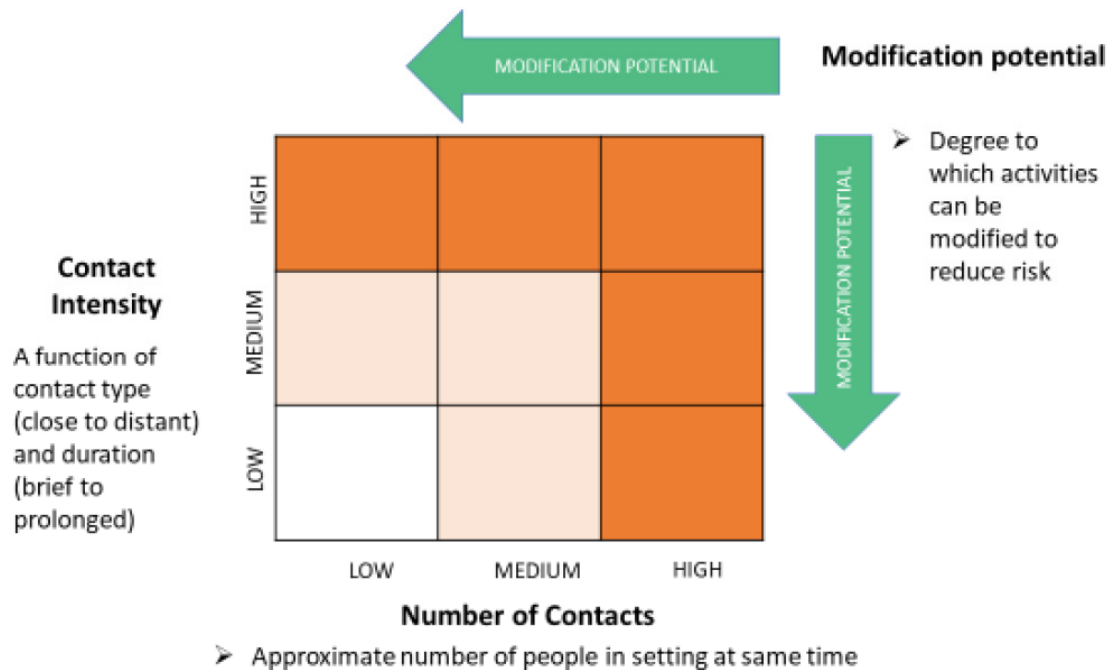 MODIFICATION POTENTIAL
Modification potential
➢ Degree to
which activities
can be
modified to
reduce risk
MODIFICATION POTENTIAL
Contact
Intensity
A function of
contact type
(close to distant)
and duration
(brief to
prolonged)
HIGH
MEDIUM
LOW
LOW
MEDIUM
HIGH
Number of Contacts
➢ Approximate number of people in setting at same time